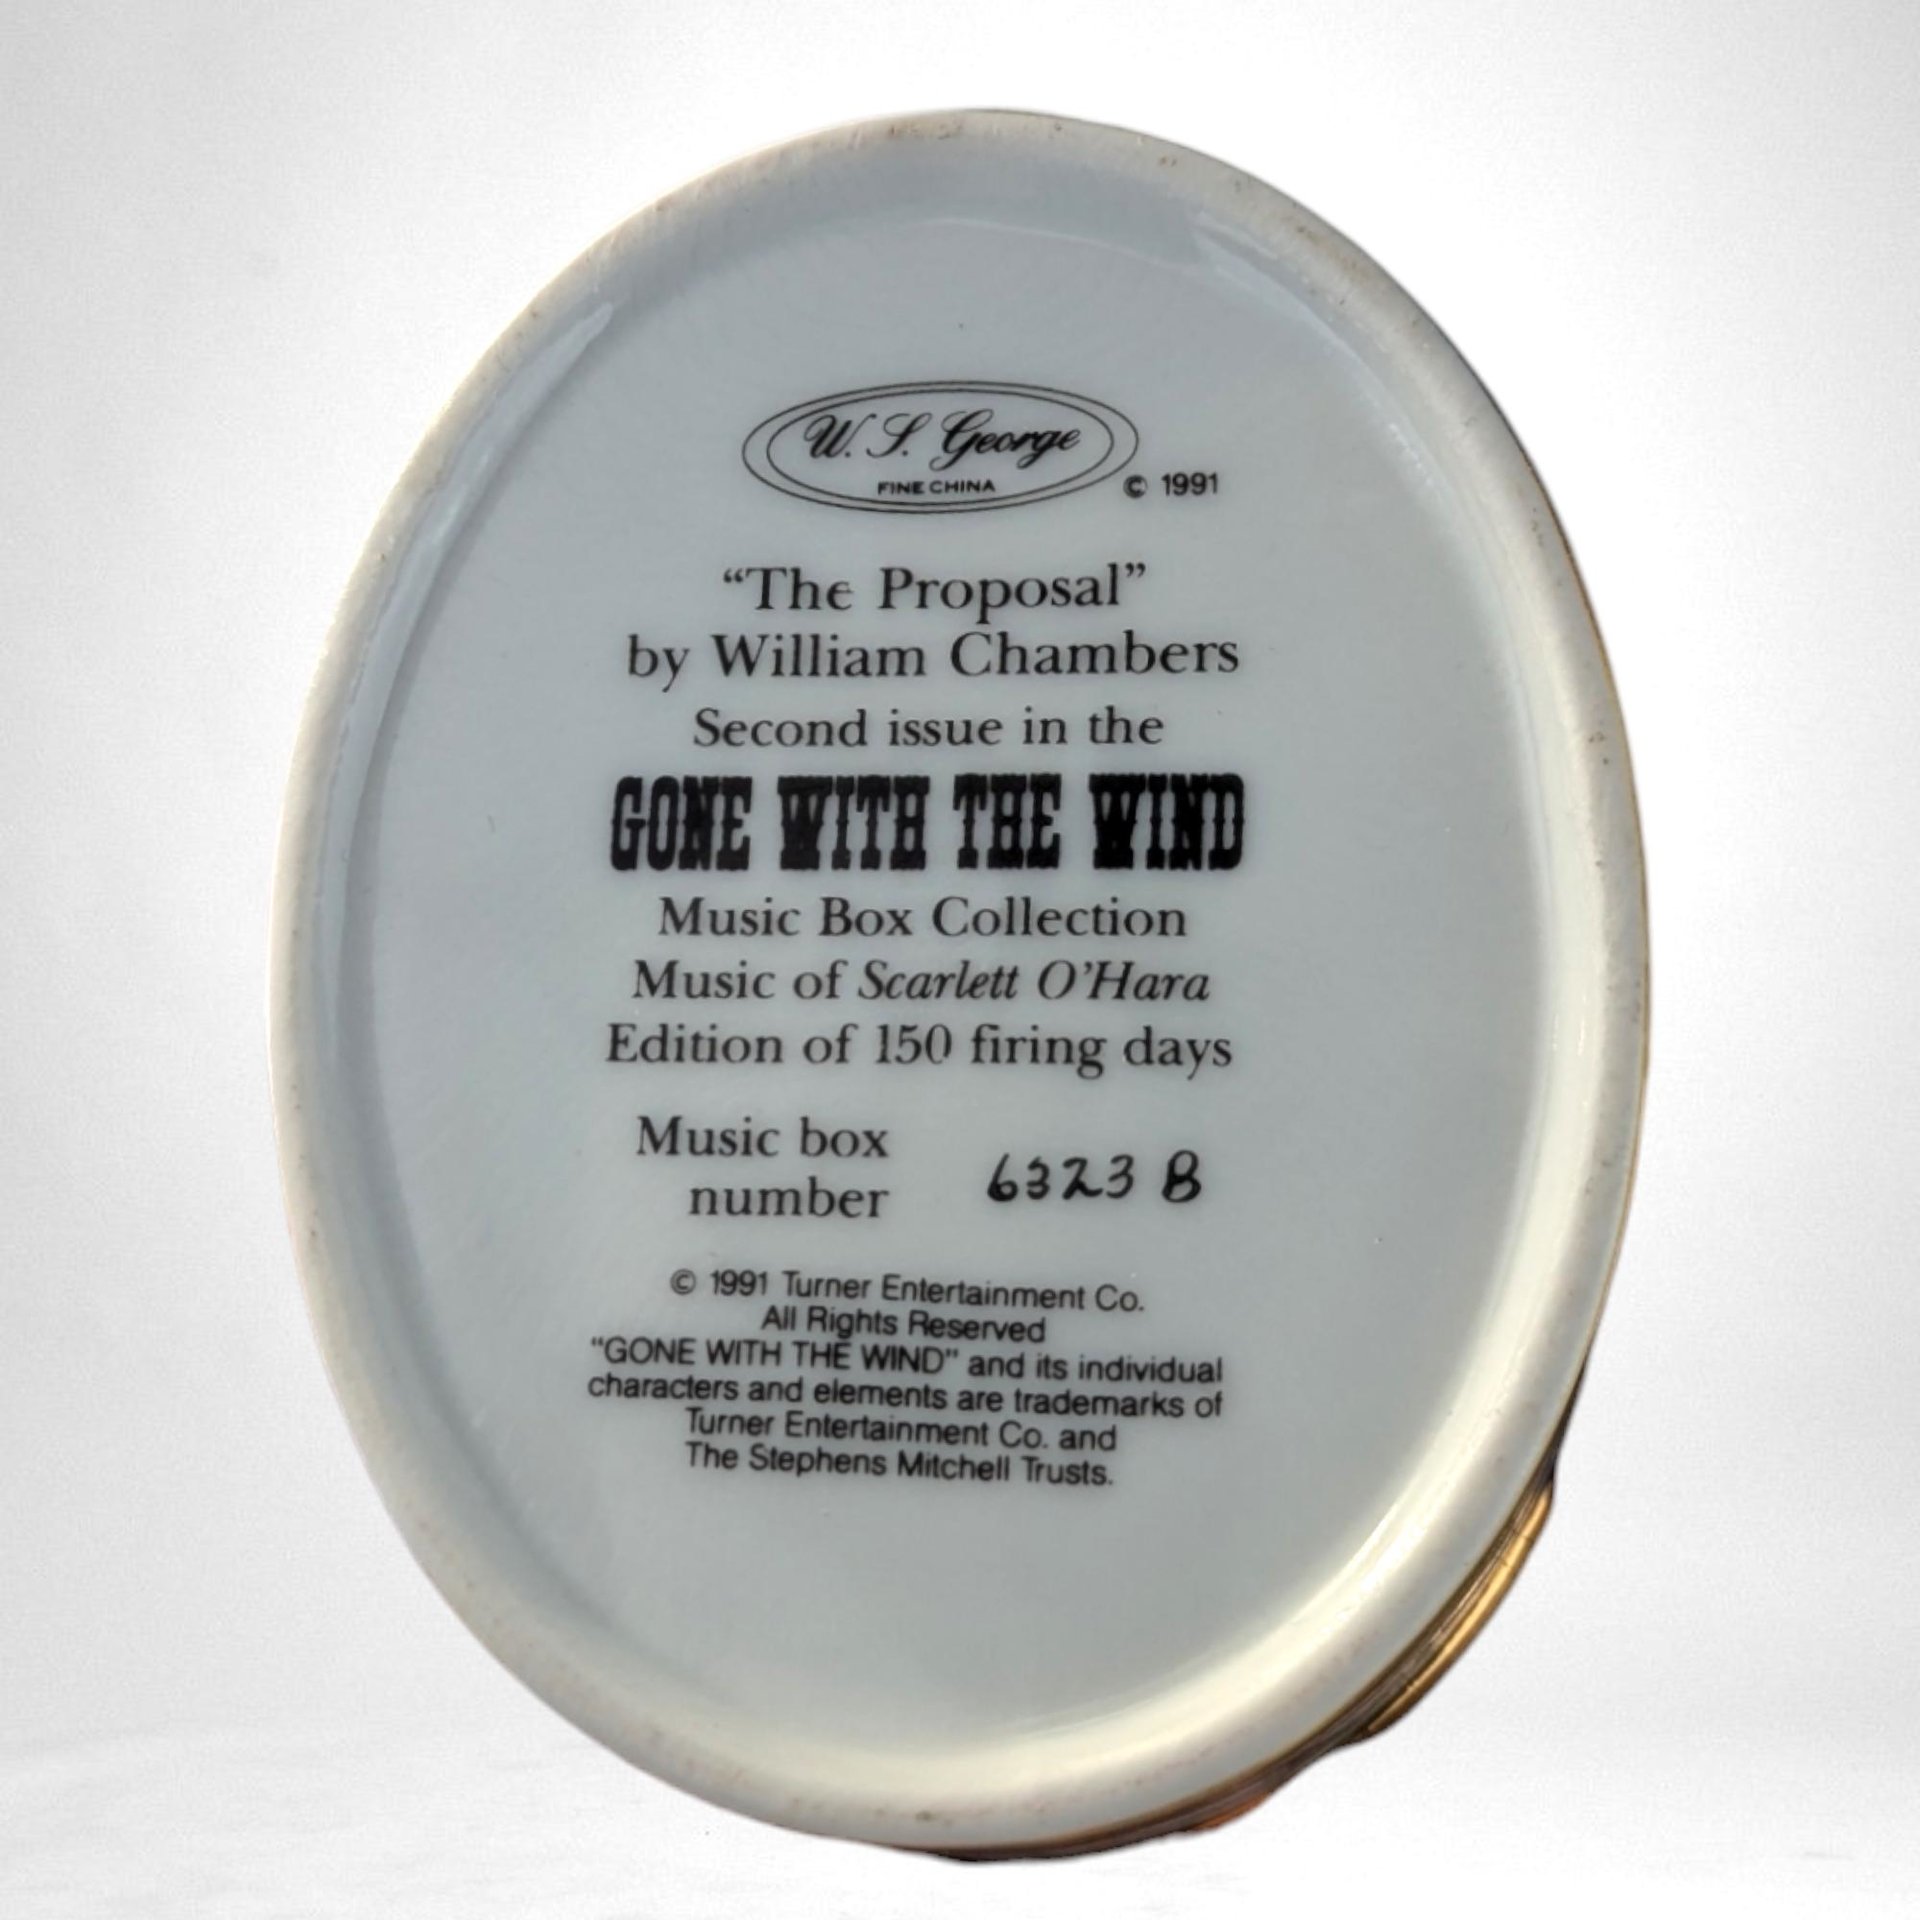 W. S. George
FINE CHINA
© 1991
“The Proposal”
by William Chambers
Second issue in the
GONE WITH THE WIND
Music Box Collection
Music of Scarlett O’Hara
Edition of 150 firing days
Music box
number 6323 B
© 1991 Turner Entertainment Co.
All Rights Reserved
"GONE WITH THE WIND" and its individual
characters and elements are trademarks of
Turner Entertainment Co. and
The Stephens Mitchell Trusts.